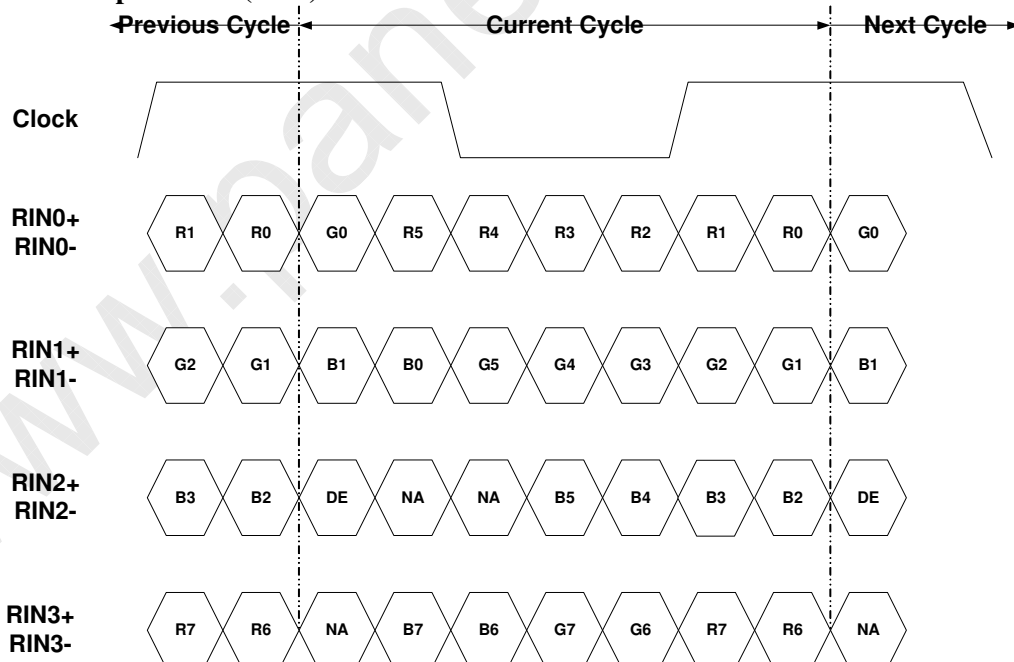 Previous Cycle Current Cycle Next Cycle
Clock
RIN0+
RIN0-
R1 R0 G0 R5 R4 R3 R2 R1 R0 G0
RIN1+
RIN1-
G2 G1 B1 B0 G5 G4 G3 G2 G1 B1
RIN2+
RIN2-
B3 B2 DE NA NA B5 B4 B3 B2 DE
RIN3+
RIN3-
R7 R6 NA B7 B6 G7 G6 R7 R6 NA
www.pane